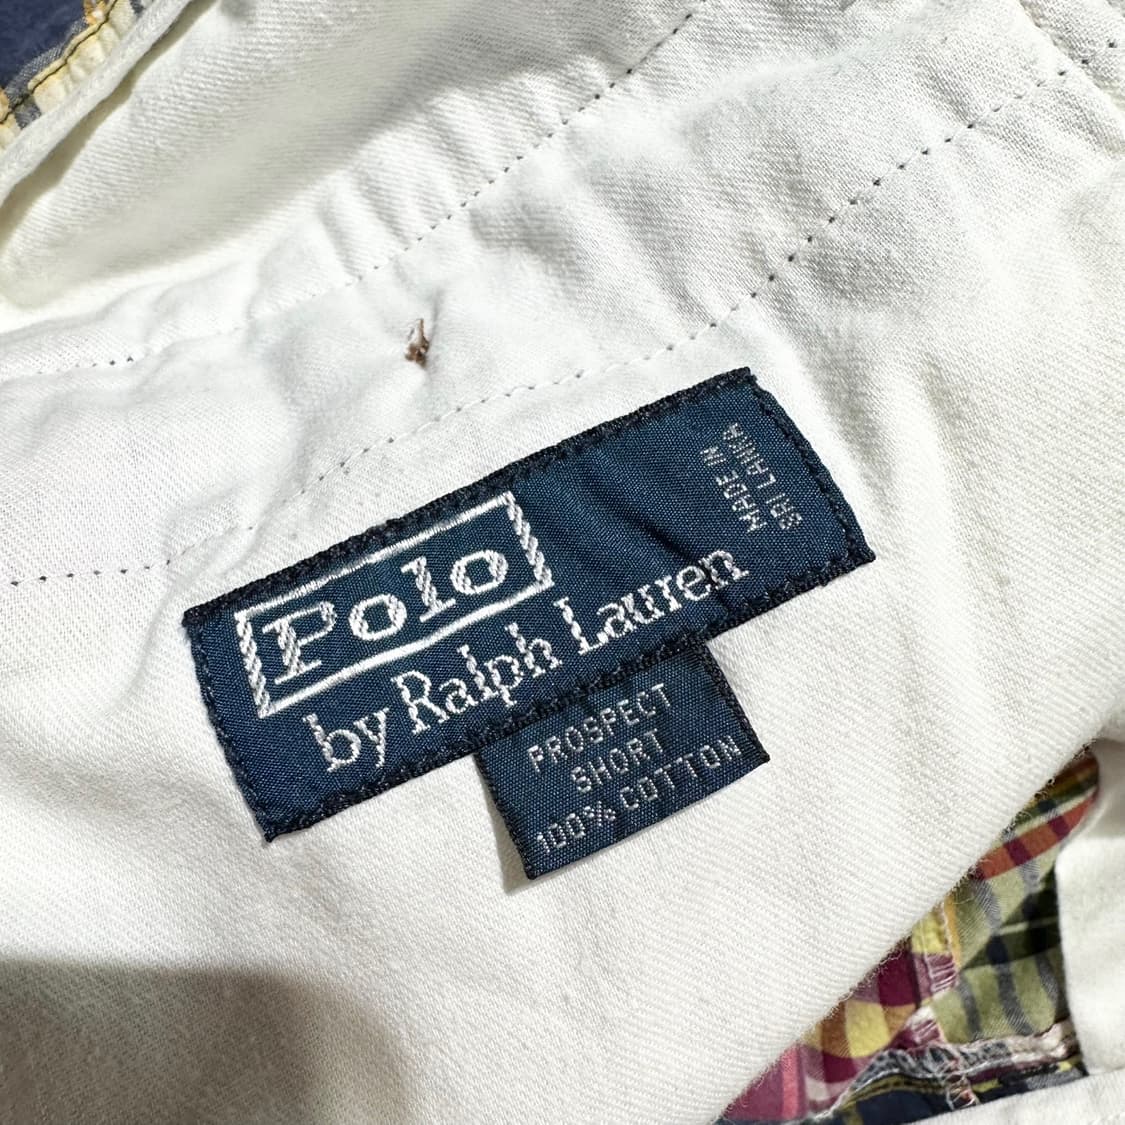 Polo
by Ralph Lauren
MADE IN
SRI LANKA
PROSPECT
SHORT
100% COTTON